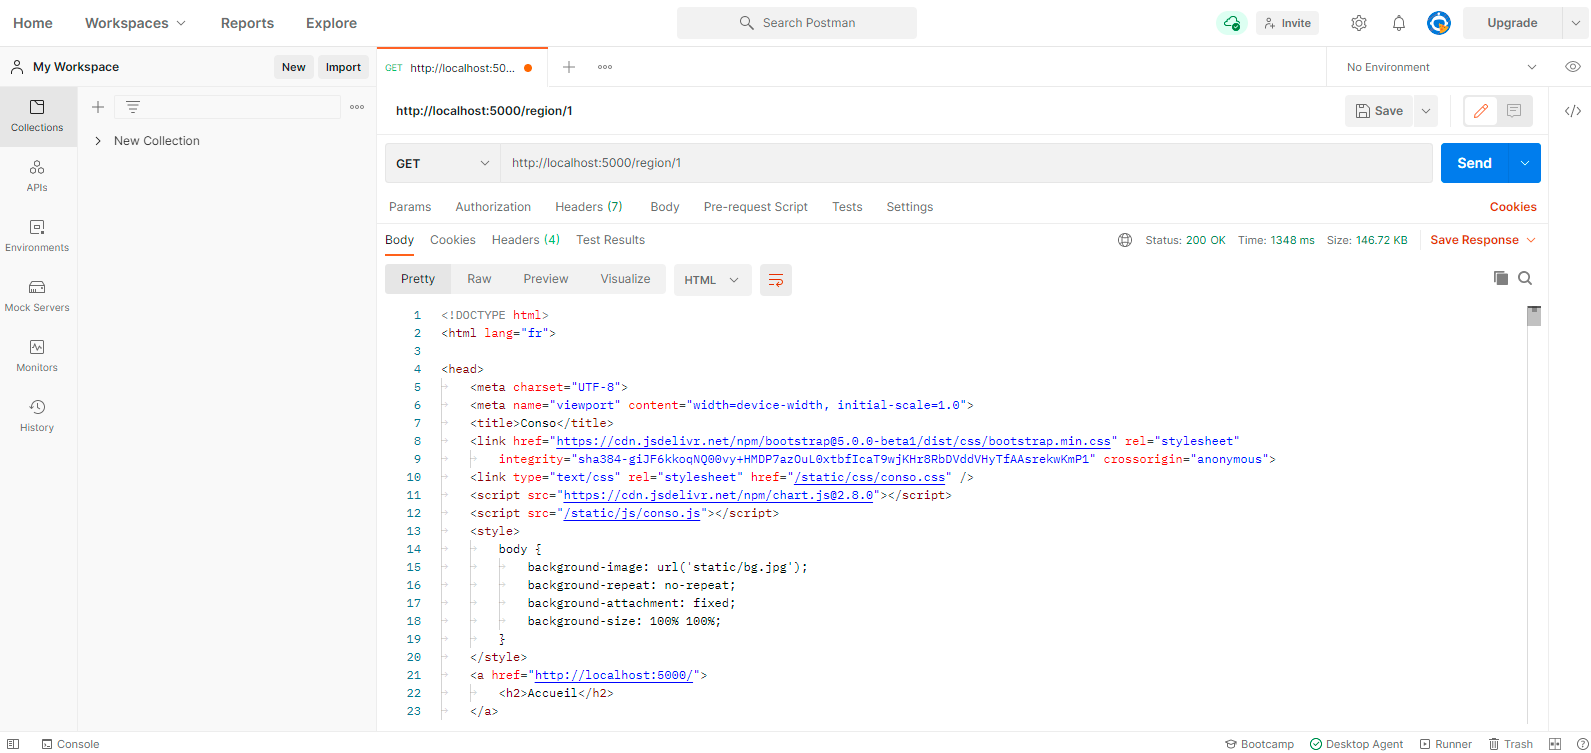 Home Workspaces Reports Explore Search Postman Invite Upgrade
My Workspace New Import GET http://localhost:50... No Environment
Collections
New Collection
APIs
Environments
Mock Servers
Monitors
History
http://localhost:5000/region/1 Save
GET http://localhost:5000/region/1 Send
Params Authorization Headers (7) Body Pre-request Script Tests Settings Cookies
Body Cookies Headers (4) Test Results Status: 200 OK Time: 1348 ms Size: 146.72 KB Save Response
Pretty Raw Preview Visualize HTML
1 <!DOCTYPE html>
2 <html lang="fr">
3
4 <head>
5 <meta charset="UTF-8">
6 <meta name="viewport" content="width=device-width, initial-scale=1.0">
7 <title>Conso</title>
8 <link href="https://cdn.jsdelivr.net/npm/bootstrap@5.0.0-beta1/dist/css/bootstrap.min.css" rel="stylesheet"
9 integrity="sha384-giJF6kkoqNQ00vy+HMDP7azOuL0xtbfIcaT9wjKHr8RbDVddVHyTfAAsrekwKmP1" crossorigin="anonymous">
10 <link type="text/css" rel="stylesheet" href="/static/css/conso.css" />
11 <script src="https://cdn.jsdelivr.net/npm/chart.js@2.8.0"></script>
12 <script src="/static/js/conso.js"></script>
13 <style>
14 body {
15 background-image: url('static/bg.jpg');
16 background-repeat: no-repeat;
17 background-attachment: fixed;
18 background-size: 100% 100%;
19 }
20 </style>
21 <a href="http://localhost:5000/">
22 <h2>Accueil</h2>
23 </a>
Console Bootcamp Desktop Agent Runner Trash